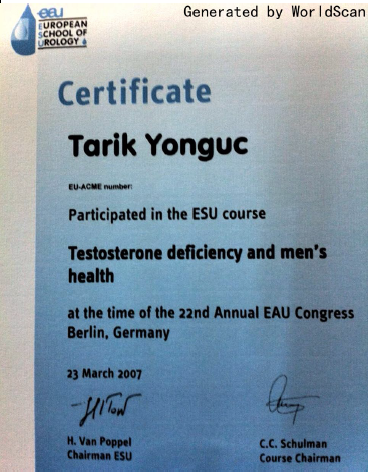 Generated by WorldScan
eau
EUROPEAN
SCHOOL OF
UROLOGY
Certificate
Tarik Yonguc
EU-ACME number:
Participated in the ESU course
Testosterone deficiency and men's
health
at the time of the 22nd Annual EAU Congress
Berlin, Germany
23 March 2007
H. Van Poppel
Chairman ESU
C.C. Schulman
Course Chairman